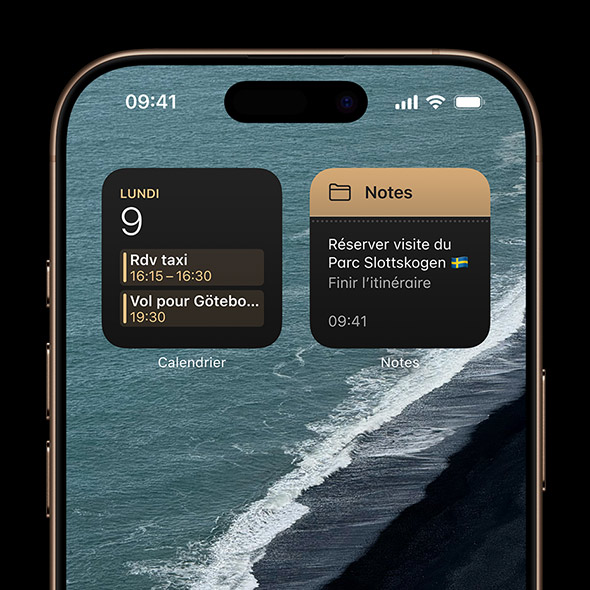 09:41
LUNDI
9
Rdv taxi
16:15 – 16:30
Vol pour Götebo...
19:30
Calendrier
Notes
Réserver visite du
Parc Slottskogen 🇸🇪
Finir l’itinéraire
09:41
Notes